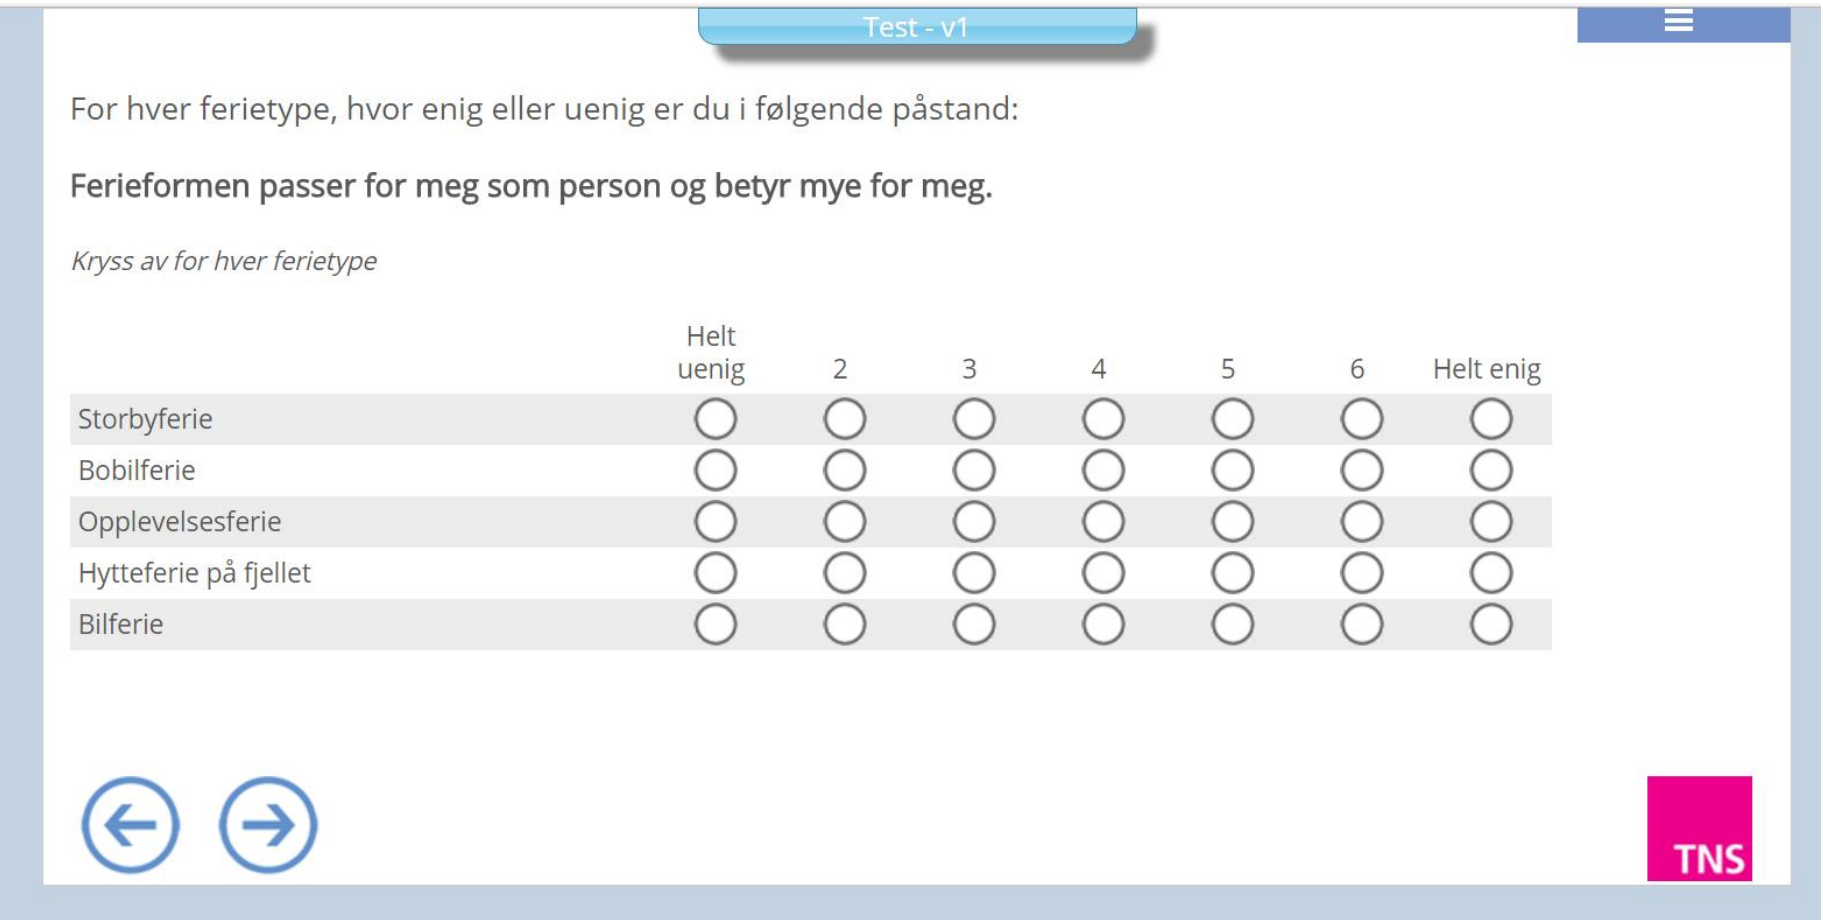 Test - v1
For hver ferietype, hvor enig eller uenig er du i følgende påstand:
Ferieformen passer for meg som person og betyr mye for meg.
Kryss av for hver ferietype
Helt
uenig 2 3 4 5 6 Helt enig
Storbyferie
Bobilferie
Opplevelsesferie
Hytteferie på fjellet
Bilferie
TNS